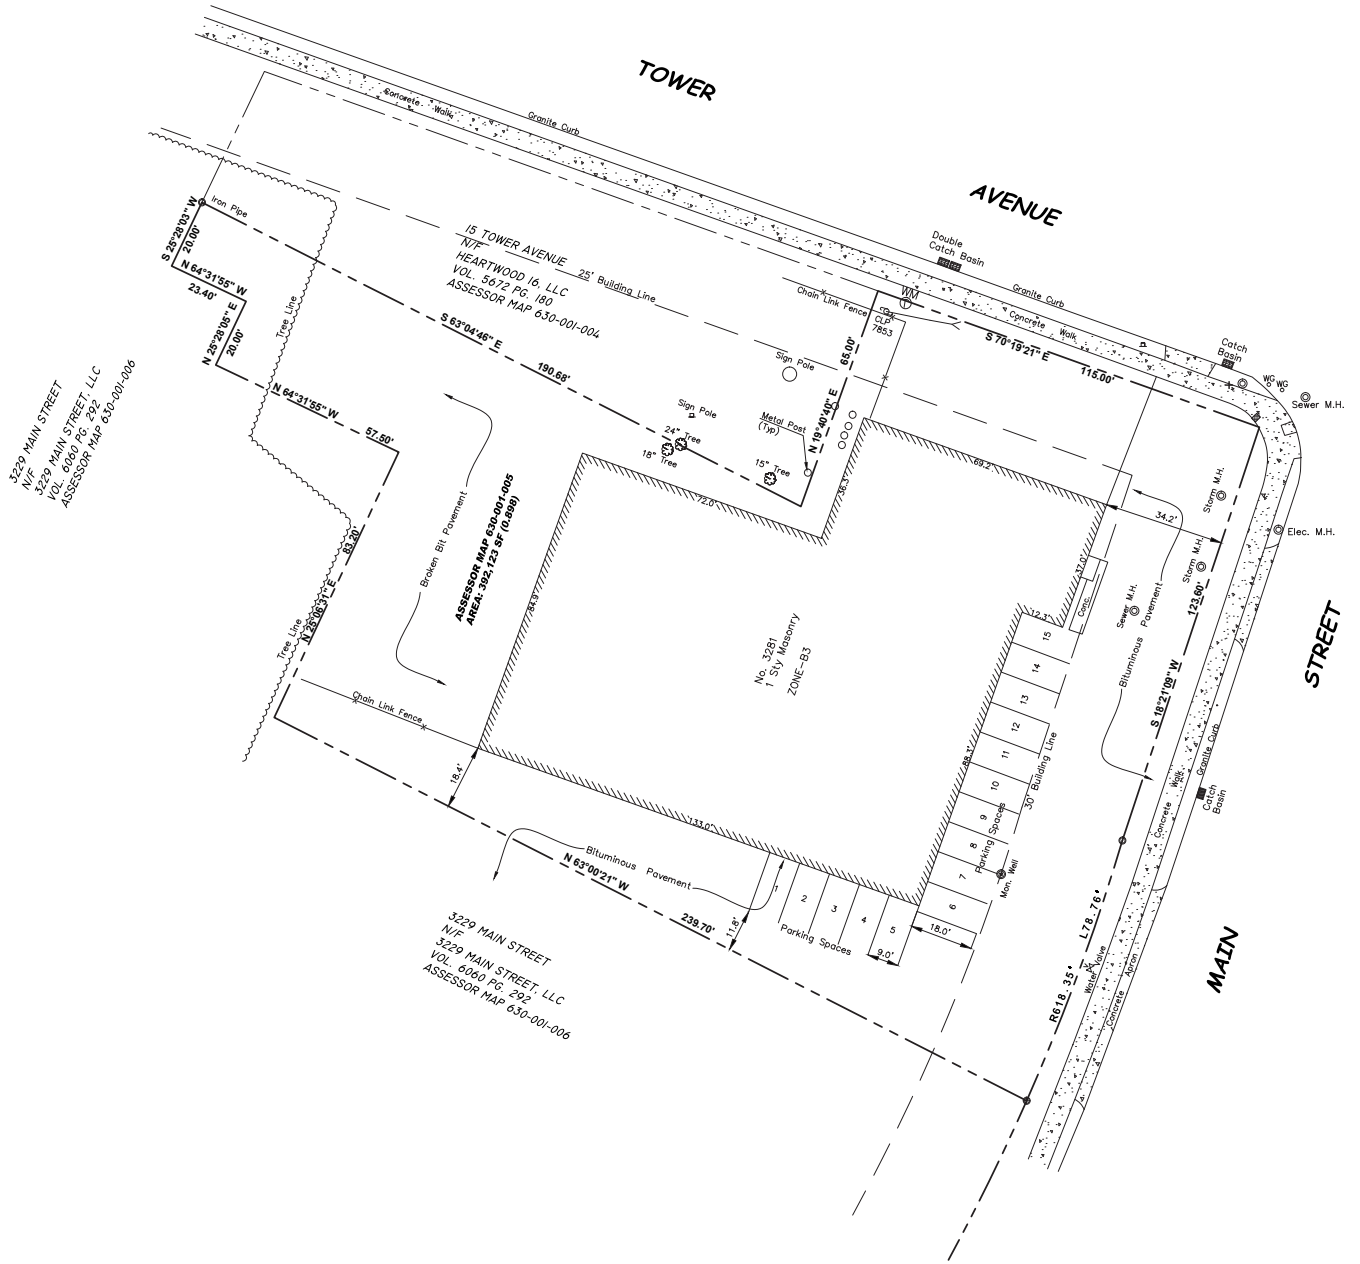 TOWER
AVENUE
MAIN
STREET
Concrete Walk
Granite Curb
Double
Catch Basin
Granite Curb
Concrete Walk
Catch
Basin
WG WG
Sewer M.H.
Iron Pipe
S 25°28'03" W
20.00'
N 64°31'55" W
23.40'
N 25°28'05" E
20.00'
N 64°31'55" W
57.50'
Tree Line
15 TOWER AVENUE
N/F
HEARTWOOD 16, LLC
VOL. 5672 PG. 180
ASSESSOR MAP 630-001-004
25' Building Line
S 63°04'46" E
190.68'
Chain Link Fence
WM
CLP
7853
S 70°19'21" E
115.00'
65.00'
N 19°40'40" E
Sign Pole
Sign Pole
Metal Post
(Typ)
24" Tree
18" Tree
15" Tree
72.0'
36.3'
69.2'
34.2'
37.0'
12.3'
Conc.
Storm M.H.
Storm M.H.
Elec. M.H.
Sewer M.H.
Bituminous Pavement
123.60'
S 18°21'09" W
3229 MAIN STREET
N/F
3229 MAIN STREET, LLC
VOL. 6060 PG. 292
ASSESSOR MAP 630-001-006
Broken Bit Pavement
ASSESSOR MAP 630-001-005
AREA: 392,123 SF (0.898)
83.20'
N 25°06'31" E
Tree Line
84.9'
No. 3281
1 Sty Masonry
ZONE-B3
Chain Link Fence
18.4'
133.0'
88.3'
15
14
13
12
11
10
9
8
7
6
Parking Spaces
30' Building Line
Mon. Well
18.0'
1
2
3
4
5
Parking Spaces
9.0'
11.8'
Bituminous Pavement
N 63°00'21" W
239.70'
3229 MAIN STREET
N/F
3229 MAIN STREET, LLC
VOL. 6060 PG. 292
ASSESSOR MAP 630-001-006
Granite Curb
Concrete Walk
Catch
Basin
L78.76'
R618.35'
Water Valve
Concrete Apron